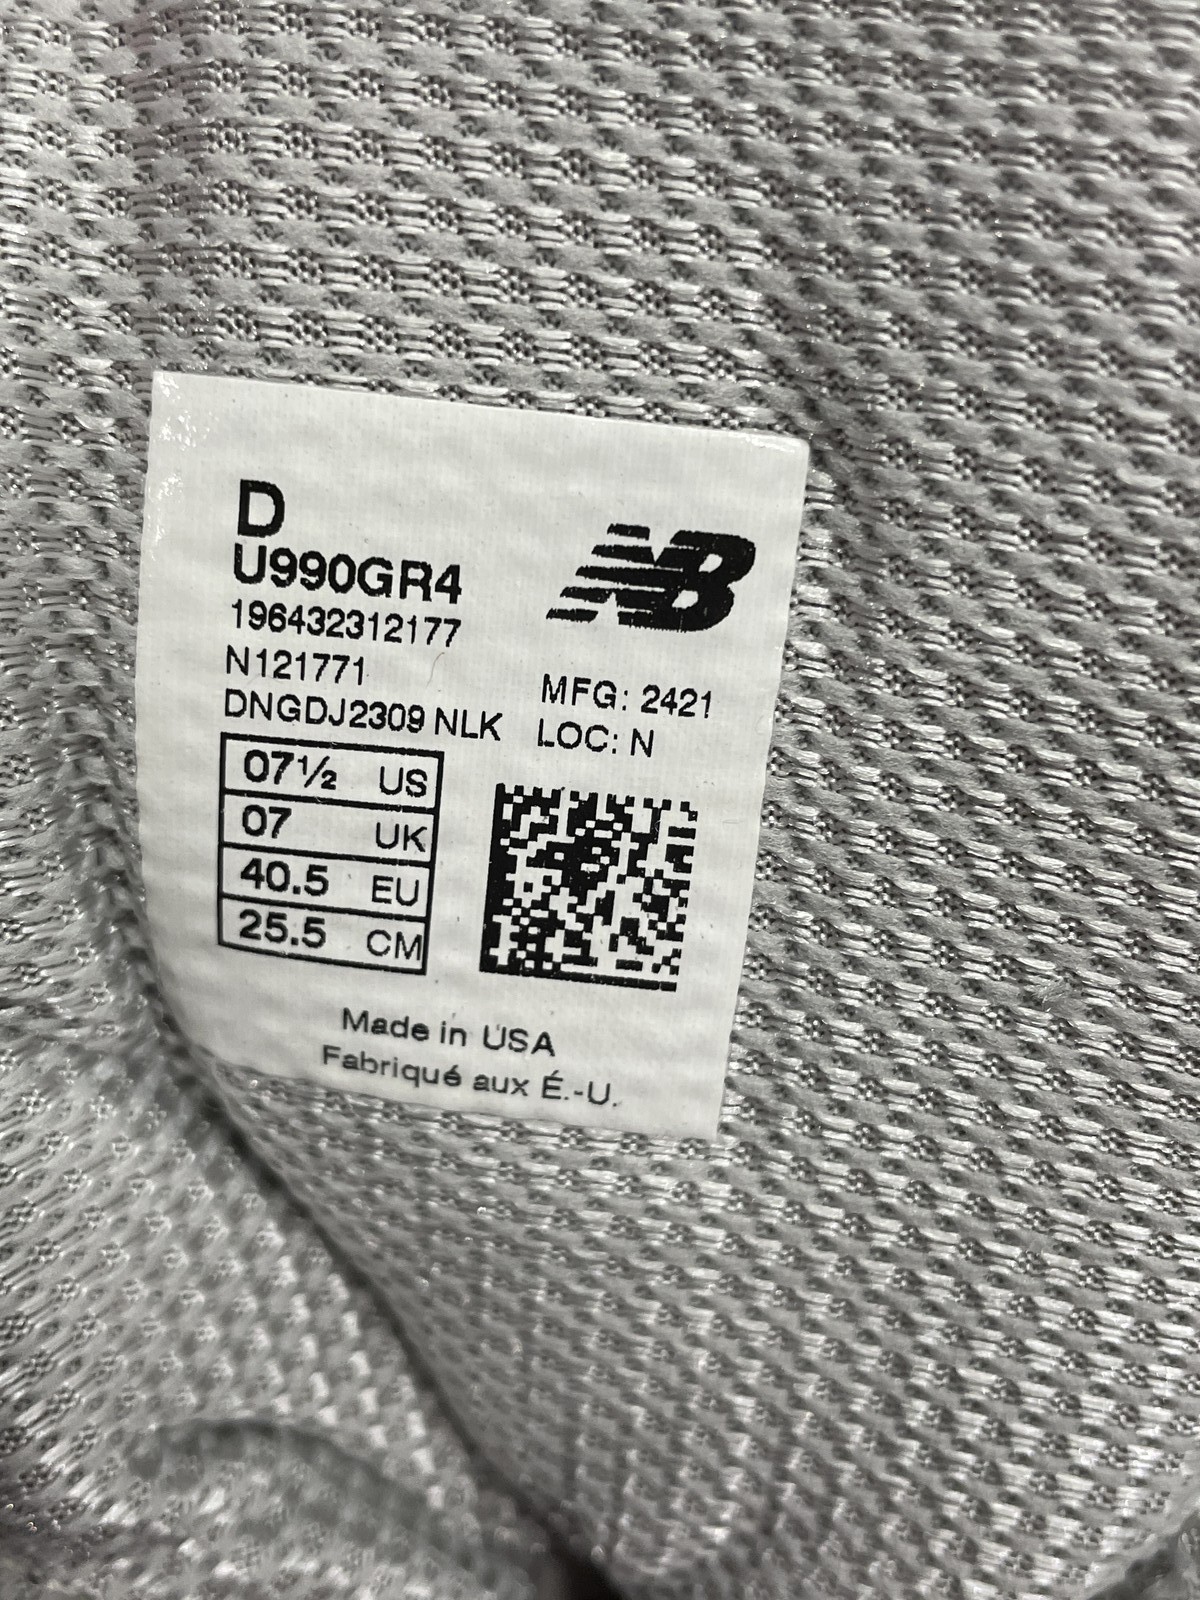 D
U990GR4
NB
196432312177
N121771
MFG: 2421
DNGDJ2309 NLK
LOC: N
07½ US
07 UK
40.5 EU
25.5 CM
Made in USA
Fabriqué aux É.-U.